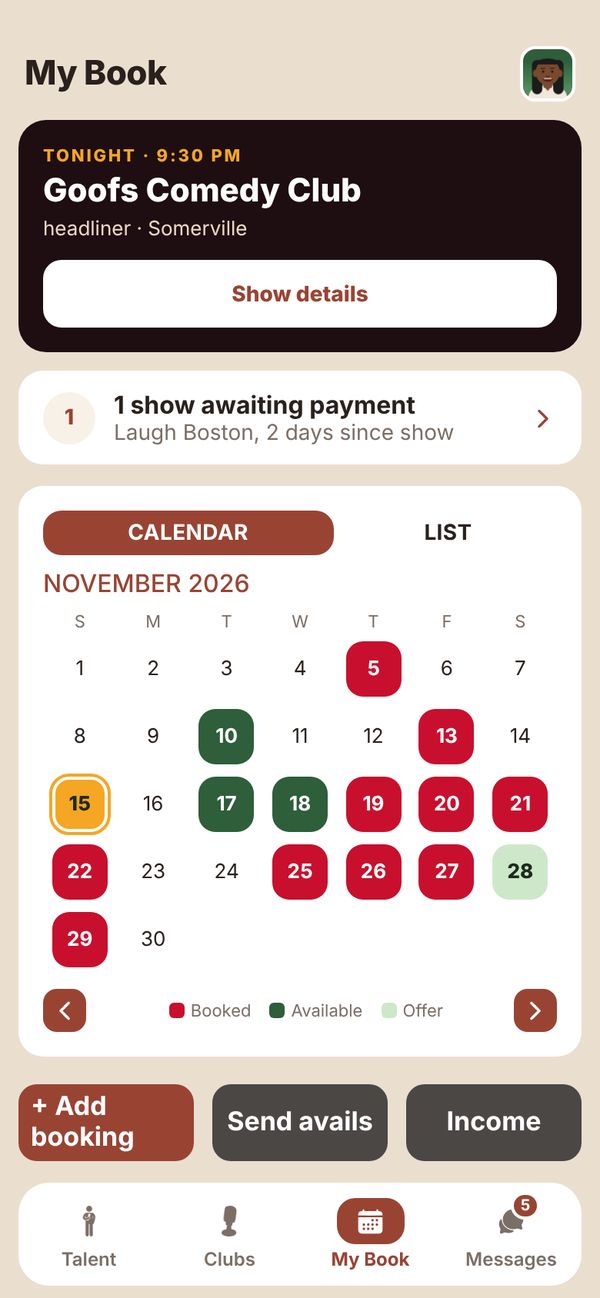 My Book
TONIGHT · 9:30 PM
Goofs Comedy Club
headliner · Somerville
Show details
1
1 show awaiting payment
Laugh Boston, 2 days since show
CALENDAR LIST
NOVEMBER 2026
S M T W T F S
1 2 3 4 5 6 7
8 9 10 11 12 13 14
15 16 17 18 19 20 21
22 23 24 25 26 27 28
29 30
Booked Available Offer
+ Add
booking
Send avails
Income
5
Talent Clubs My Book Messages